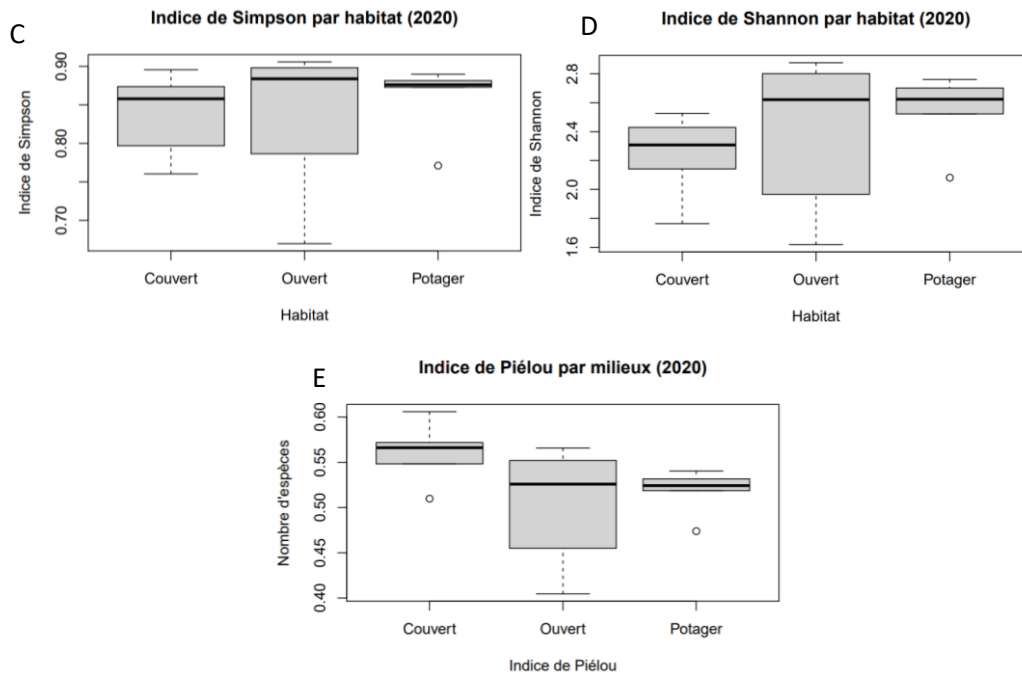 C
Indice de Simpson par habitat (2020)
Indice de Simpson
0.90
0.80
0.70
Couvert
Ouvert
Potager
Habitat
D
Indice de Shannon par habitat (2020)
Indice de Shannon
2.8
2.4
2.0
1.6
Couvert
Ouvert
Potager
Habitat
E
Indice de Piélou par milieux (2020)
Nombre d'espèces
0.60
0.55
0.50
0.45
0.40
Couvert
Ouvert
Potager
Indice de Piélou